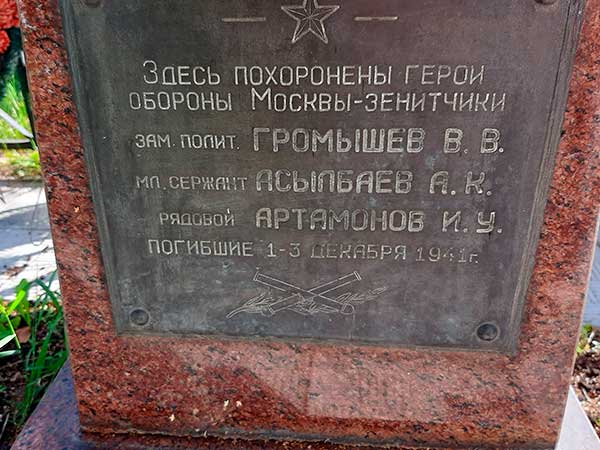 ЗДЕСЬ ПОХОРОНЕНЫ ГЕРОИ
ОБОРОНЫ МОСКВЫ-ЗЕНИТЧИКИ
ЗАМ. ПОЛИТ. ГРОМЫШЕВ В. В.
МЛ. СЕРЖАНТ АСЫЛБАЕВ А. К.
РЯДОВОЙ АРТАМОНОВ И. У.
ПОГИБШИЕ 1-3 ДЕКАБРЯ 1941г.